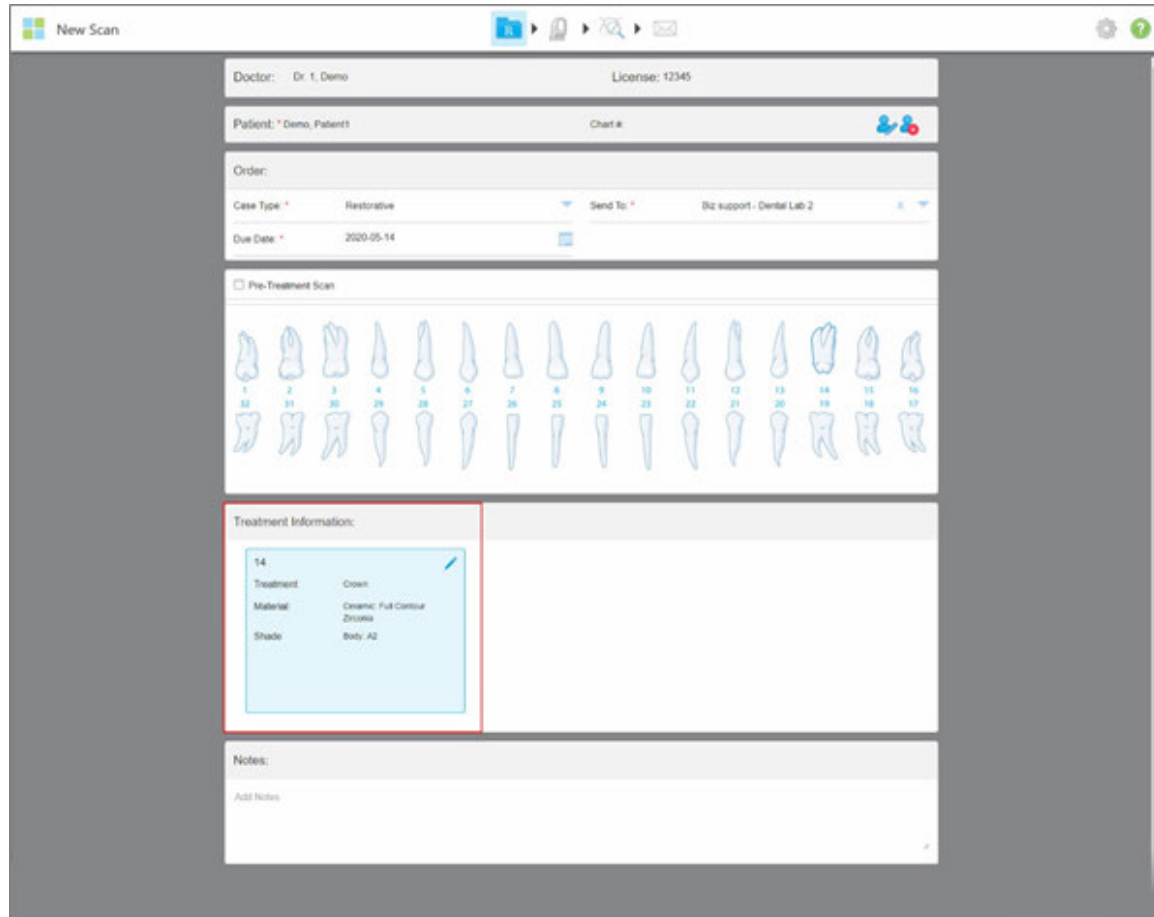 New Scan
R
?
Doctor: Dr. 1, Demo License: 12345
Patient: * Demo, Patient1 Chart #:
Order:
Case Type: * Restorative Send To: * Biz support - Dental Lab 2 x
Due Date: * 2020-05-14
Pre-Treatment Scan
1 2 3 4 5 6 7 8 9 10 11 12 13 14 15 16
32 31 30 29 28 27 26 25 24 23 22 21 20 19 18 17
Treatment Information:
14
Treatment Crown
Material: Ceramic: Full Contour
Zirconia
Shade Body: A2
Notes:
Add Notes